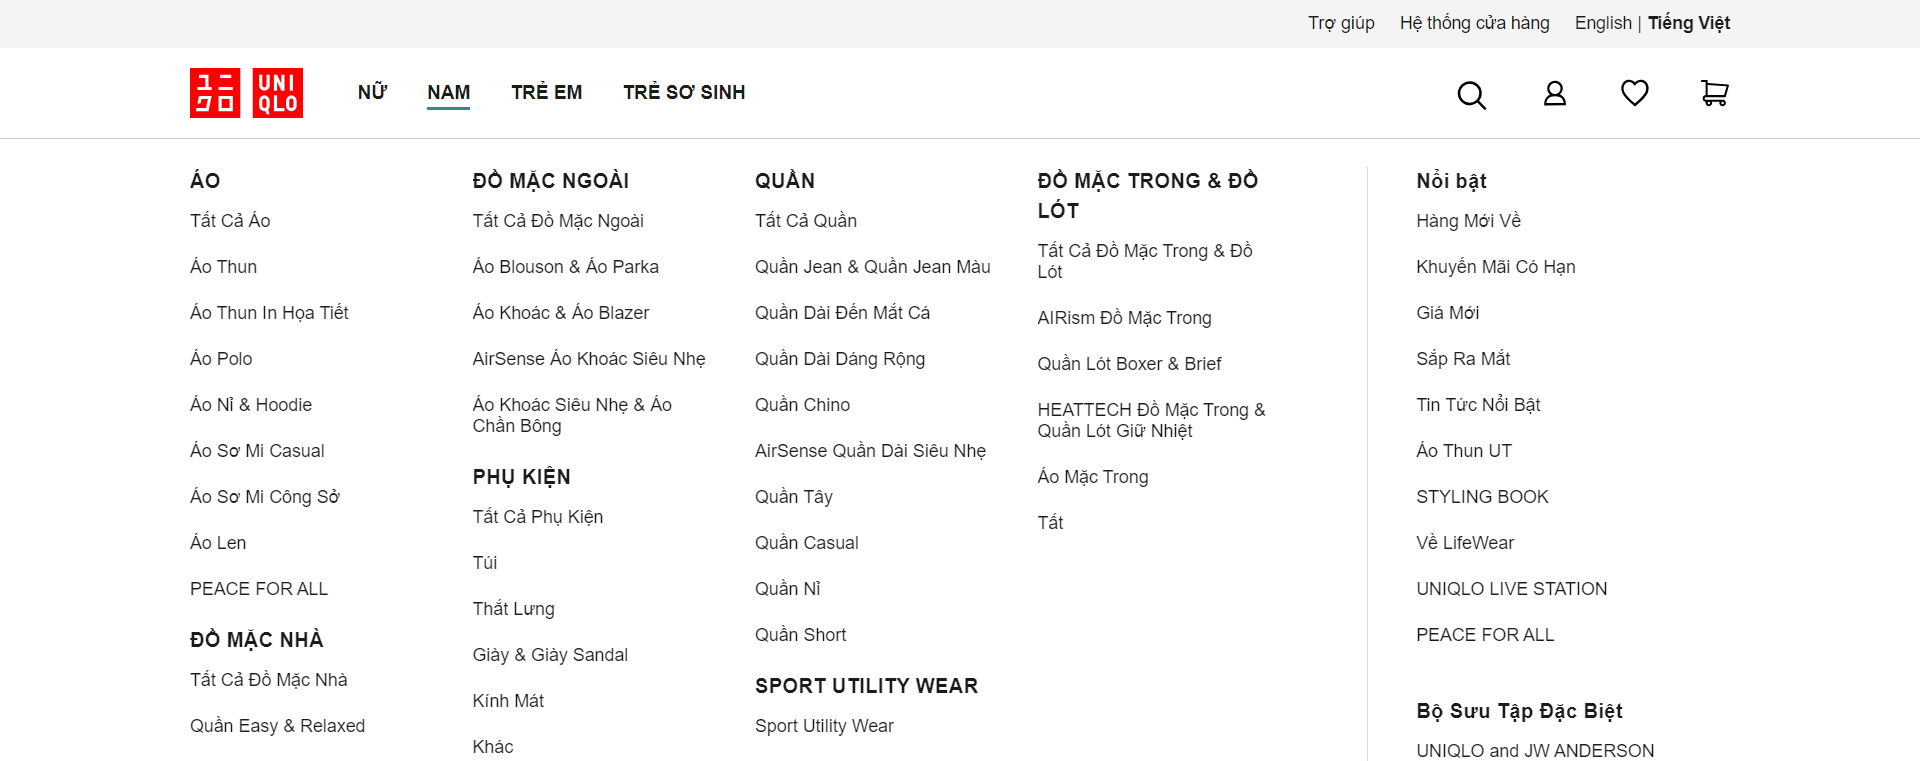 Trợ giúp
Hệ thống cửa hàng
English | Tiếng Việt
ユニ
クロ
UNI
QLO
NỮ
NAM
TRẺ EM
TRẺ SƠ SINH
ÁO
Tất Cả Áo
Áo Thun
Áo Thun In Họa Tiết
Áo Polo
Áo Nỉ & Hoodie
Áo Sơ Mi Casual
Áo Sơ Mi Công Sở
Áo Len
PEACE FOR ALL
ĐỒ MẶC NHÀ
Tất Cả Đồ Mặc Nhà
Quần Easy & Relaxed
ĐỒ MẶC NGOÀI
Tất Cả Đồ Mặc Ngoài
Áo Blouson & Áo Parka
Áo Khoác & Áo Blazer
AirSense Áo Khoác Siêu Nhẹ
Áo Khoác Siêu Nhẹ & Áo
Chần Bông
PHỤ KIỆN
Tất Cả Phụ Kiện
Túi
Thắt Lưng
Giày & Giày Sandal
Kính Mát
Khác
QUẦN
Tất Cả Quần
Quần Jean & Quần Jean Màu
Quần Dài Đến Mắt Cá
Quần Dài Dáng Rộng
Quần Chino
AirSense Quần Dài Siêu Nhẹ
Quần Tây
Quần Casual
Quần Nỉ
Quần Short
SPORT UTILITY WEAR
Sport Utility Wear
ĐỒ MẶC TRONG & ĐỒ
LÓT
Tất Cả Đồ Mặc Trong & Đồ
Lót
AIRism Đồ Mặc Trong
Quần Lót Boxer & Brief
HEATTECH Đồ Mặc Trong &
Quần Lót Giữ Nhiệt
Áo Mặc Trong
Tất
Nổi bật
Hàng Mới Về
Khuyến Mãi Có Hạn
Giá Mới
Sắp Ra Mắt
Tin Tức Nổi Bật
Áo Thun UT
STYLING BOOK
Về LifeWear
UNIQLO LIVE STATION
PEACE FOR ALL
Bộ Sưu Tập Đặc Biệt
UNIQLO and JW ANDERSON